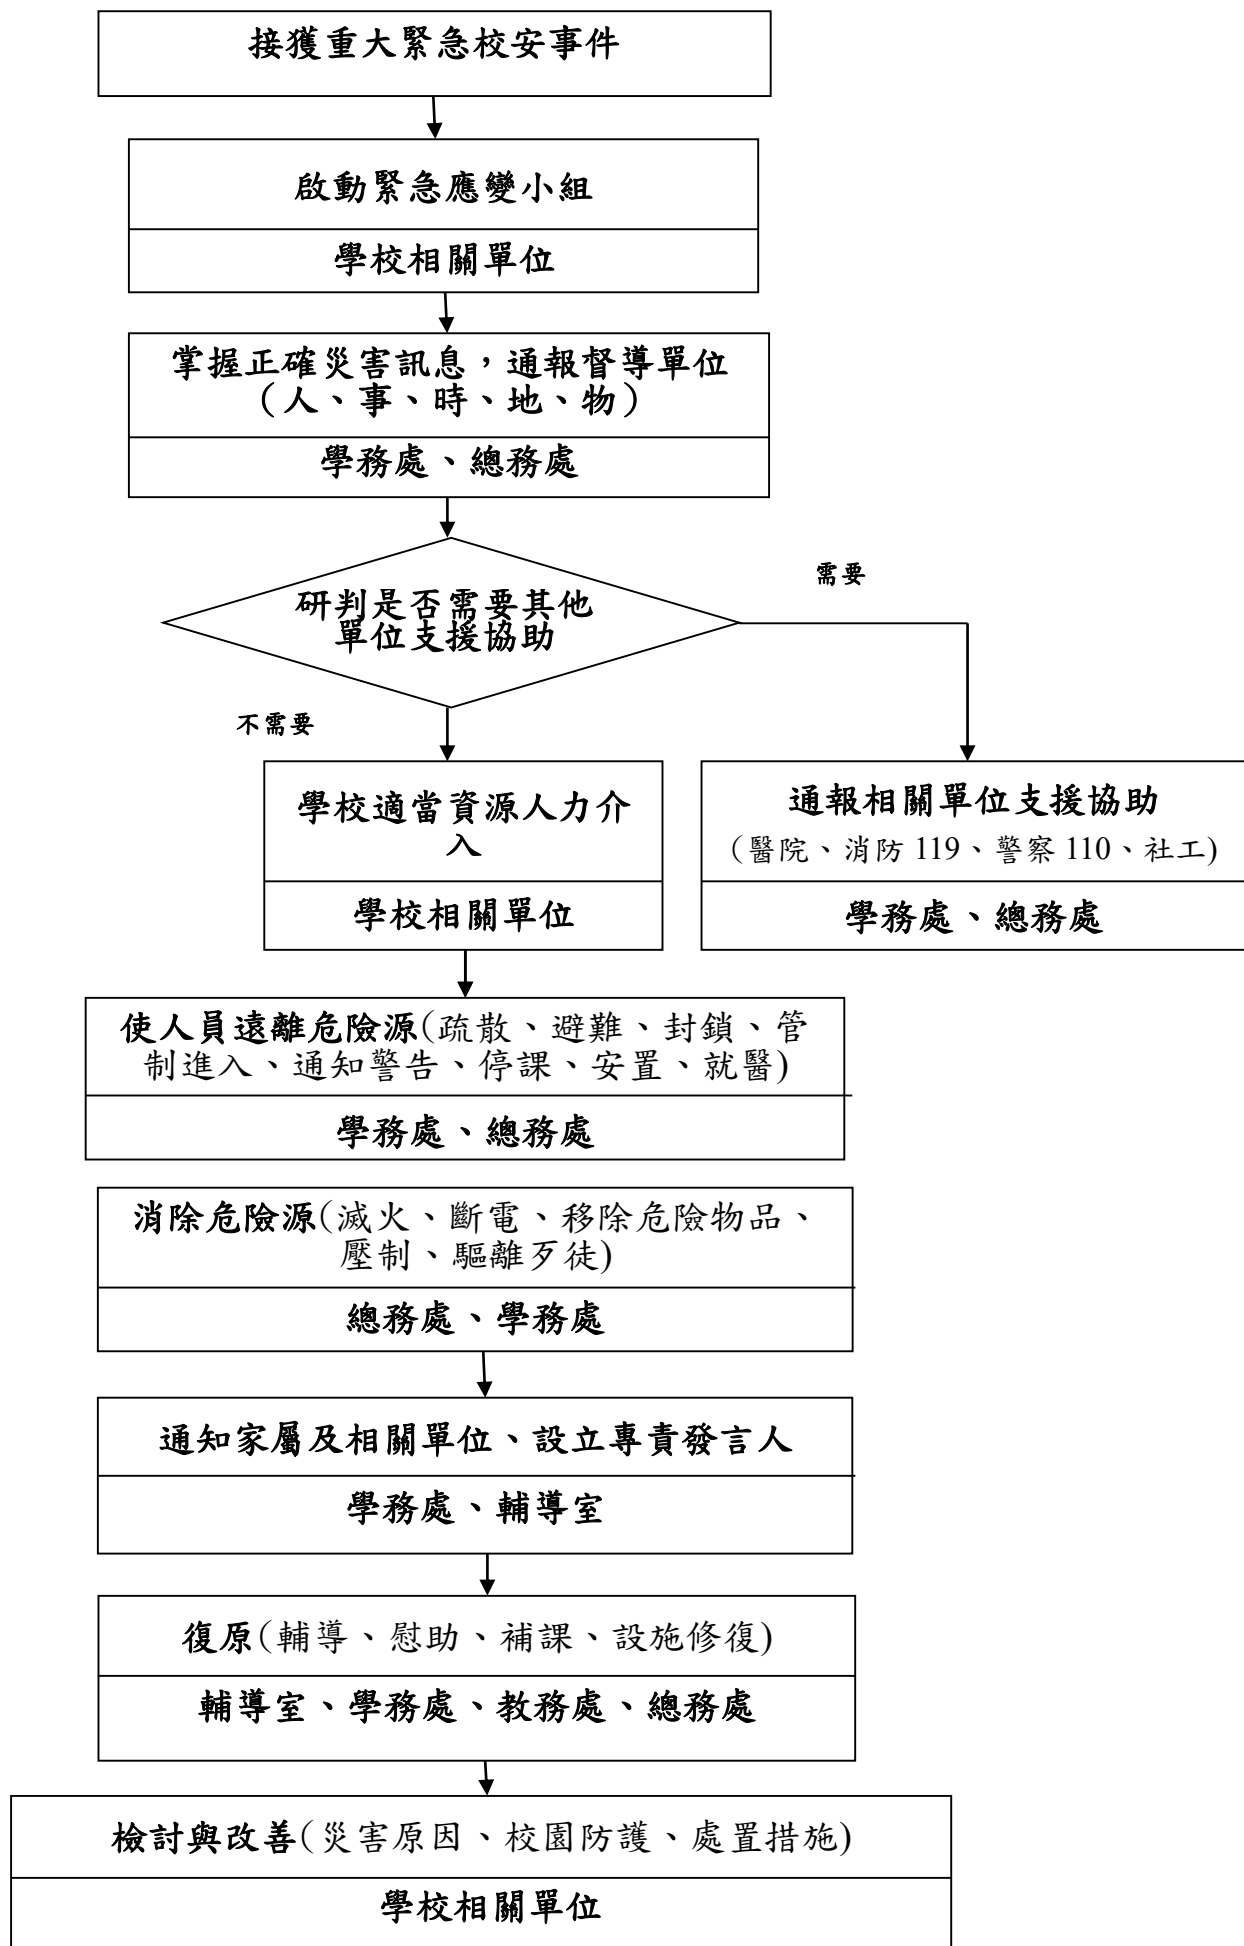 接獲重大緊急校安事件
啟動緊急應變小組
學校相關單位
掌握正確災害訊息，通報督導單位
（人、事、時、地、物）
學務處、總務處
研判是否需要其他
單位支援協助
需要
不需要
學校適當資源人力介
入
學校相關單位
通報相關單位支援協助
（醫院、消防 119、警察 110、社工)
學務處、總務處
使人員遠離危險源(疏散、避難、封鎖、管
制進入、通知警告、停課、安置、就醫)
學務處、總務處
消除危險源(滅火、斷電、移除危險物品、
壓制、驅離歹徒)
總務處、學務處
通知家屬及相關單位、設立專責發言人
學務處、輔導室
復原(輔導、慰助、補課、設施修復)
輔導室、學務處、教務處、總務處
檢討與改善(災害原因、校園防護、處置措施)
學校相關單位